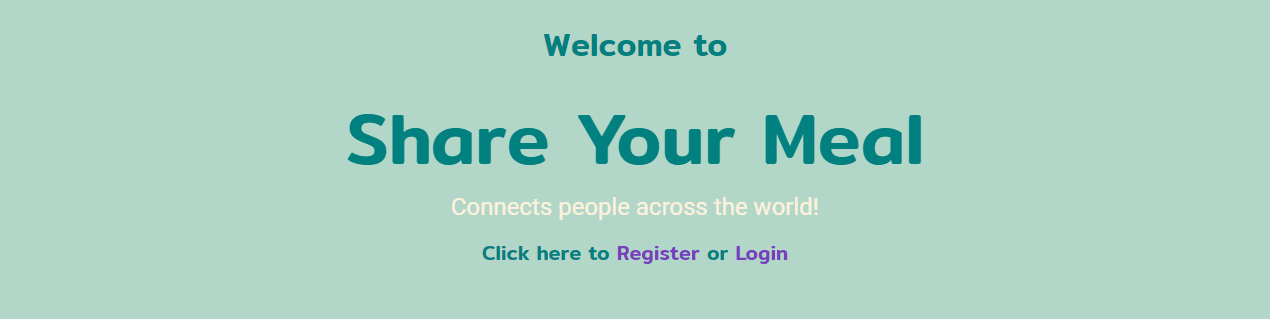 Welcome to
Share Your Meal
Connects people across the world!
Click here to Register or Login